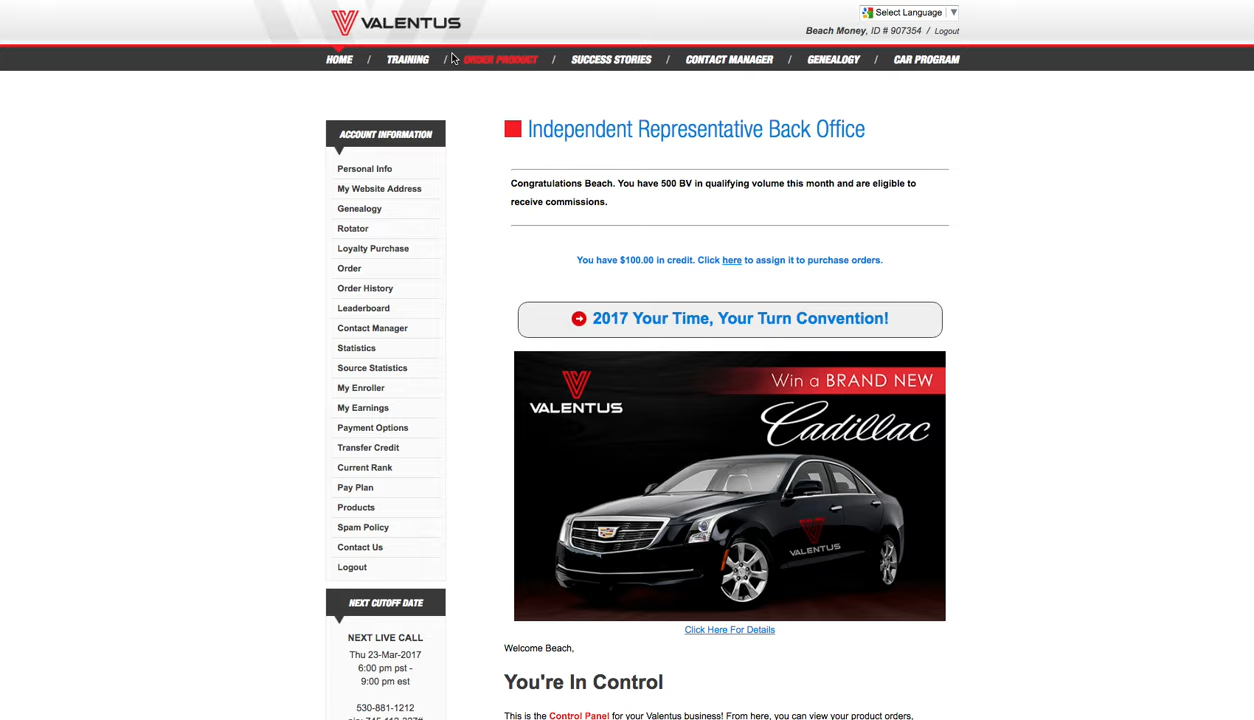 VALENTUS
Select Language ▼
Beach Money, ID # 907354 / Logout
HOME / TRAINING / ORDER PRODUCT / SUCCESS STORIES / CONTACT MANAGER / GENEALOGY / CAR PROGRAM
ACCOUNT INFORMATION
Personal Info
My Website Address
Genealogy
Rotator
Loyalty Purchase
Order
Order History
Leaderboard
Contact Manager
Statistics
Source Statistics
My Enroller
My Earnings
Payment Options
Transfer Credit
Current Rank
Pay Plan
Products
Spam Policy
Contact Us
Logout
NEXT CUTOFF DATE
NEXT LIVE CALL
Thu 23-Mar-2017
6:00 pm pst -
9:00 pm est
530-881-1212
Independent Representative Back Office
Congratulations Beach. You have 500 BV in qualifying volume this month and are eligible to
receive commissions.
You have $100.00 in credit. Click here to assign it to purchase orders.
2017 Your Time, Your Turn Convention!
Win a BRAND NEW
VALENTUS
Cadillac
VALENTUS
Click Here For Details
Welcome Beach,
You're In Control
This is the Control Panel for your Valentus business! From here, you can view your product orders,